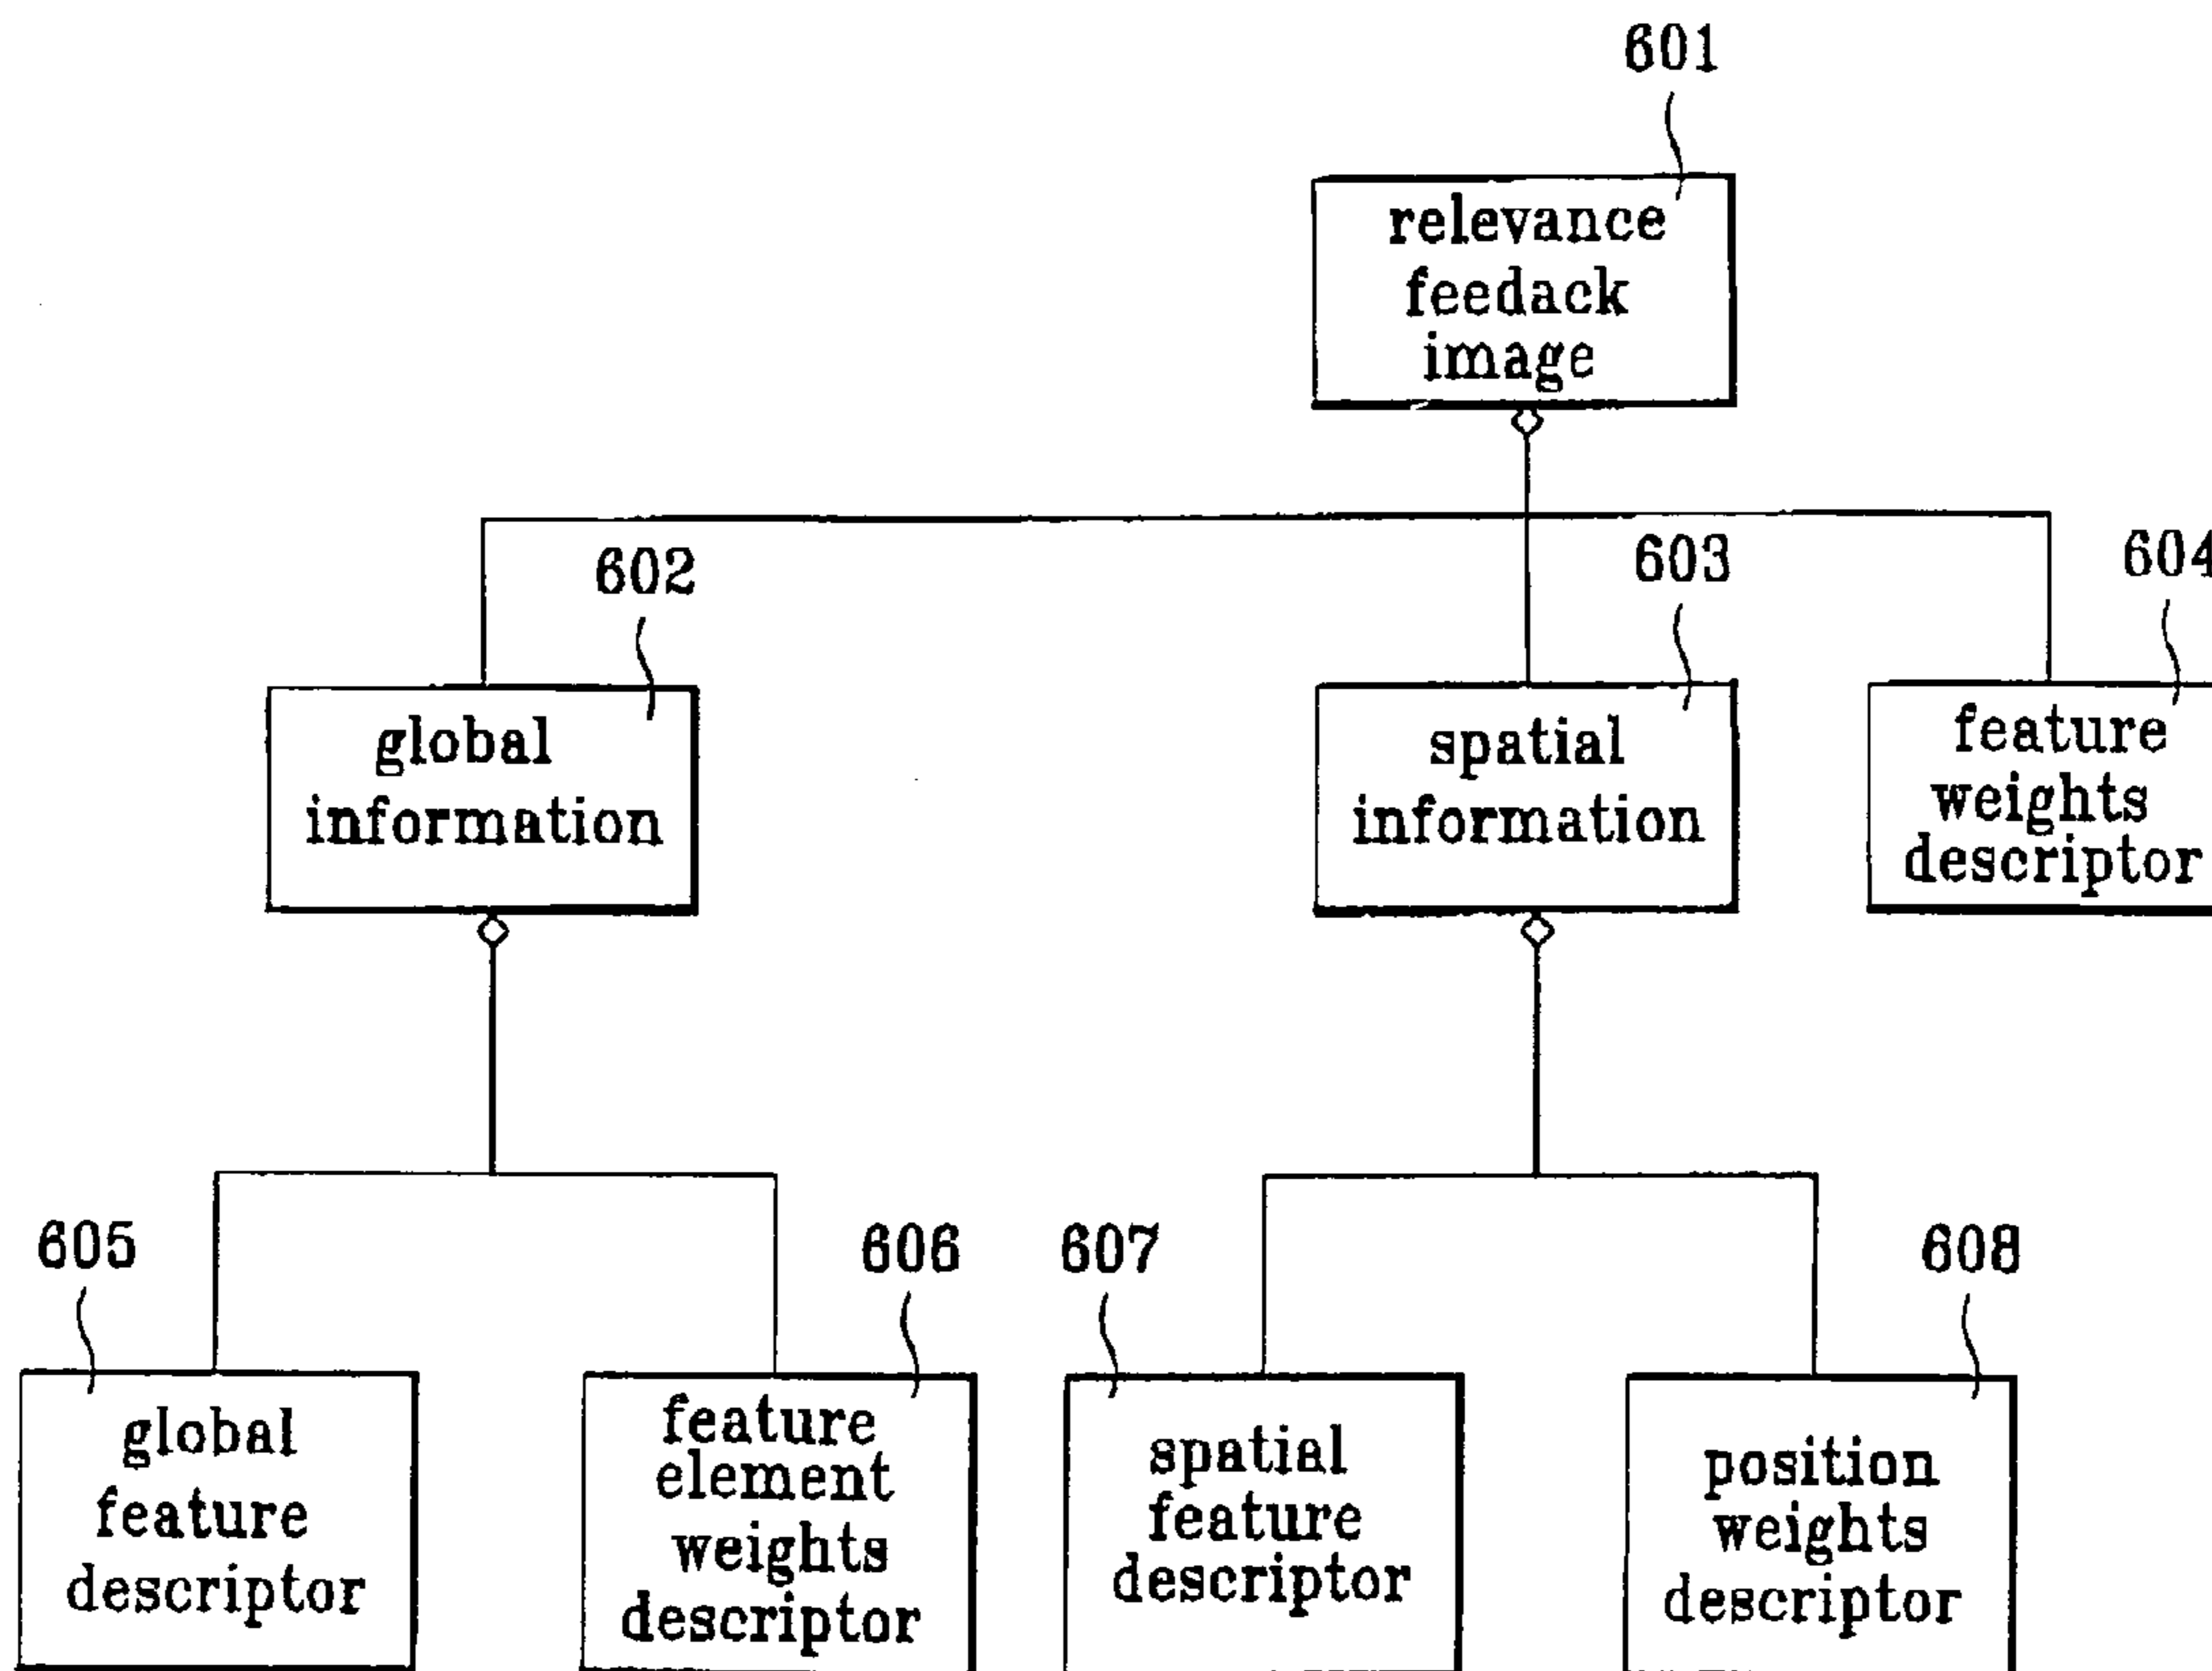 601
relevance
feedack
image
602
global
information
603
spatial
information
604
feature
weights
descriptor
605
global
feature
descriptor
606
feature
element
weights
descriptor
607
spatial
feature
descriptor
608
position
weights
descriptor